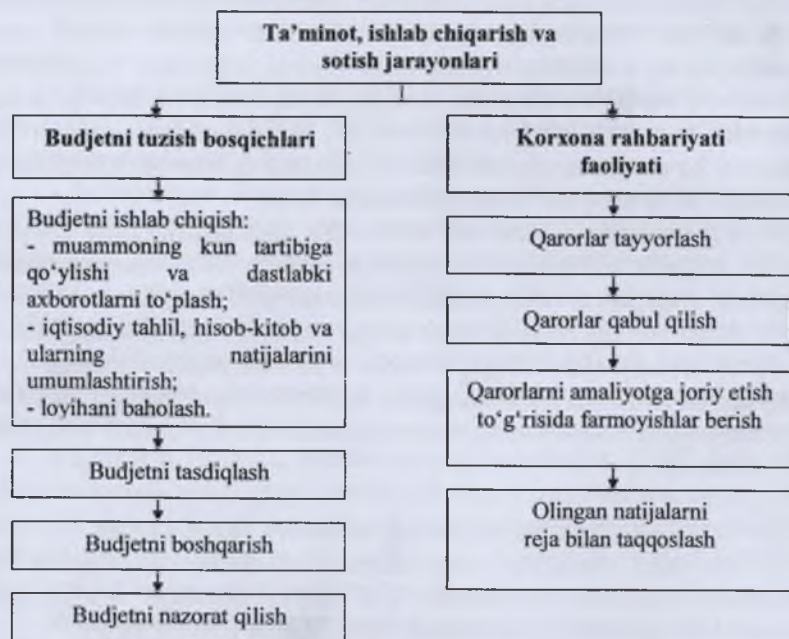 Ta'minot, ishlab chiqarish va
sotish jarayonlari
Budjetni tuzish bosqichlari
Korxona rahbariyati
faoliyati
Budjetni ishlab chiqish:
- muammoning kun tartibiga
qo‘ylishi va dastlabki
axborotlarni to‘plash;
- iqtisodiy tahlil, hisob-kitob va
ularning natijalarini
umumlashtirish;
- loyihani baholash.
Budjetni tasdiqlash
Budjetni boshqarish
Budjetni nazorat qilish
Qarorlar tayyorlash
Qarorlar qabul qilish
Qarorlarni amaliyotga joriy etish
to‘g‘risida farmoyishlar berish
Olingan natijalarni
reja bilan taqqoslash